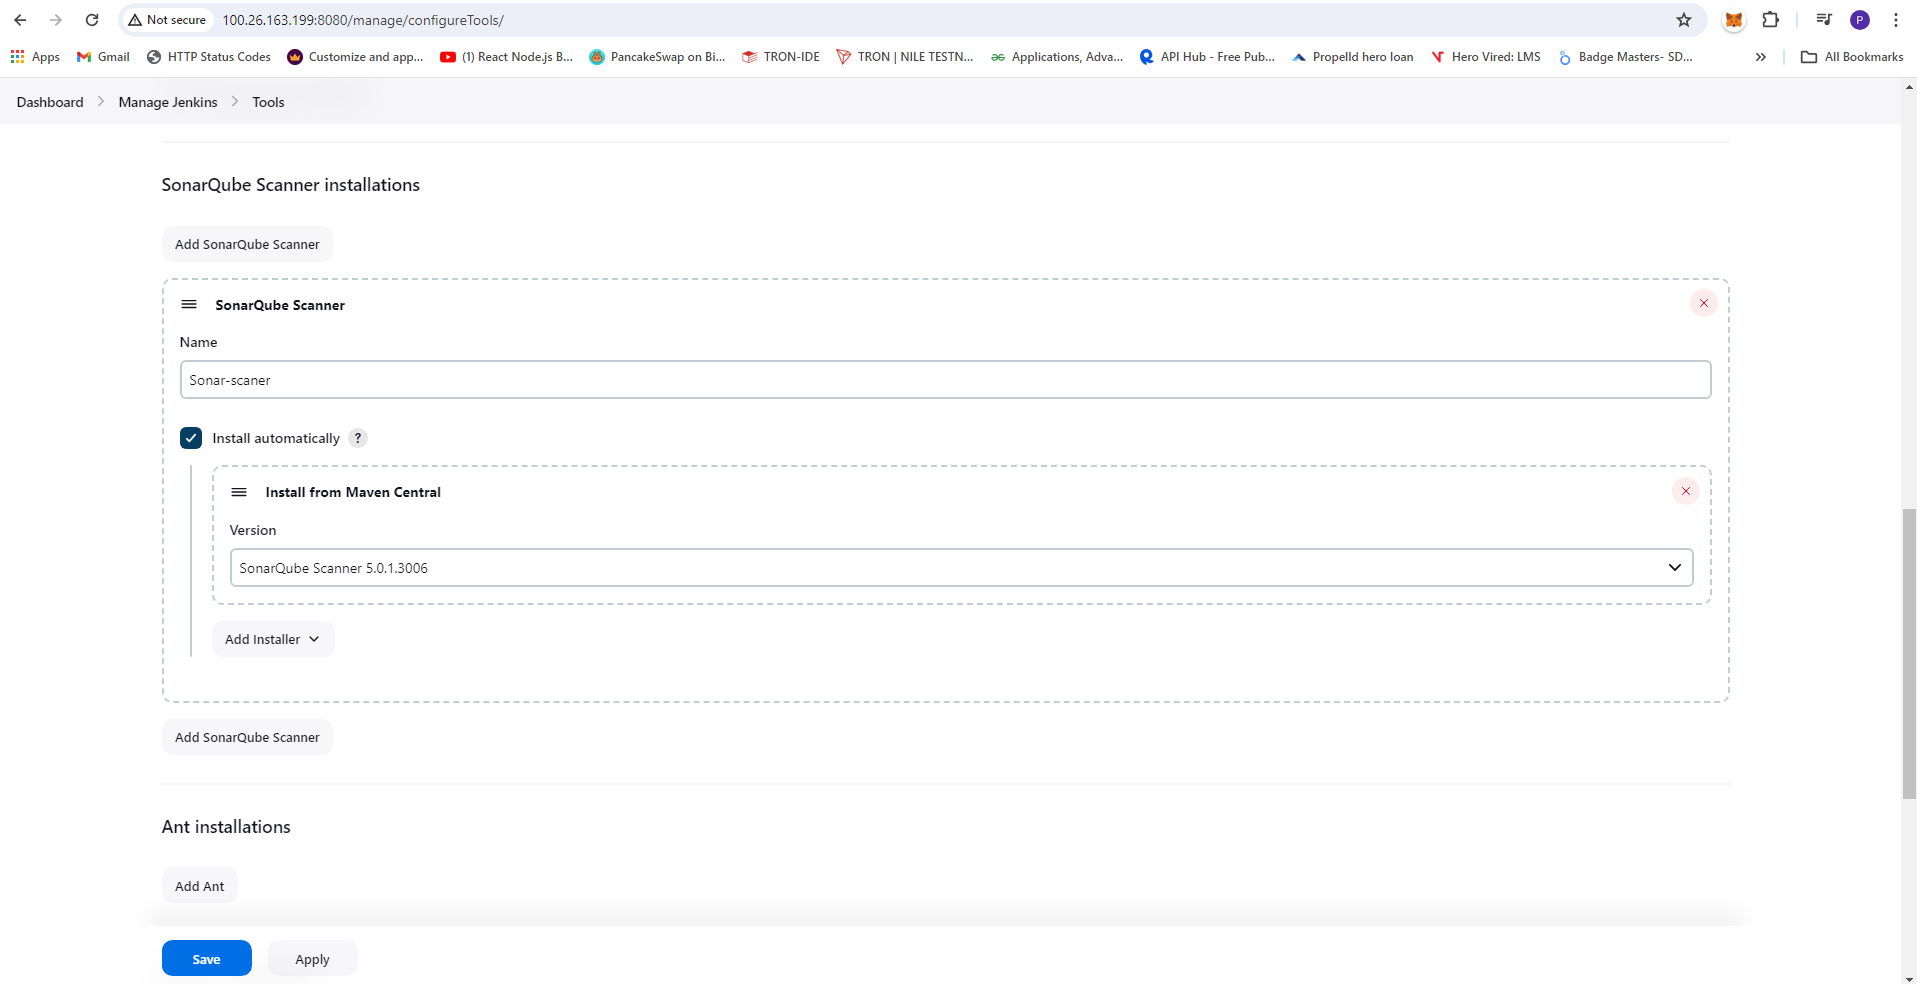 Not secure 100.26.163.199:8080/manage/configureTools/ P
Apps Gmail HTTP Status Codes Customize and app... (1) React Node.js B... PancakeSwap on Bi... TRON-IDE TRON | NILE TESTN... Applications, Adva... API Hub - Free Pub... Propelld hero loan Hero Vired: LMS Badge Masters- SD... » All Bookmarks
Dashboard > Manage Jenkins > Tools
SonarQube Scanner installations
Add SonarQube Scanner
SonarQube Scanner
Name
Sonar-scaner
Install automatically ?
Install from Maven Central
Version
SonarQube Scanner 5.0.1.3006
Add Installer
Add SonarQube Scanner
Ant installations
Add Ant
Save Apply